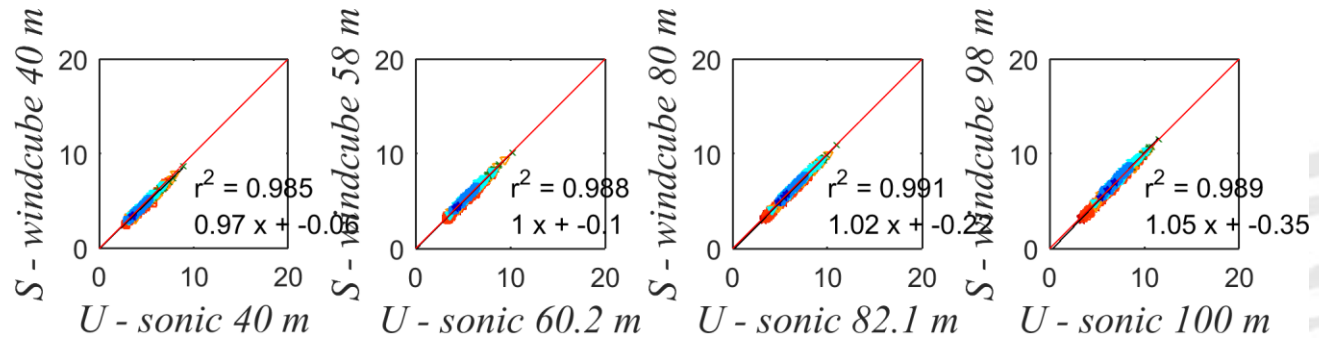 S - windcube 40 m
20
10
0
r² = 0.985
0.97 x + -0.06
0 10 20
U - sonic 40 m
S - windcube 58 m
20
10
0
r² = 0.988
1 x + -0.1
0 10 20
U - sonic 60.2 m
S - windcube 80 m
20
10
0
r² = 0.991
1.02 x + -0.22
0 10 20
U - sonic 82.1 m
S - windcube 98 m
20
10
0
r² = 0.989
1.05 x + -0.35
0 10 20
U - sonic 100 m